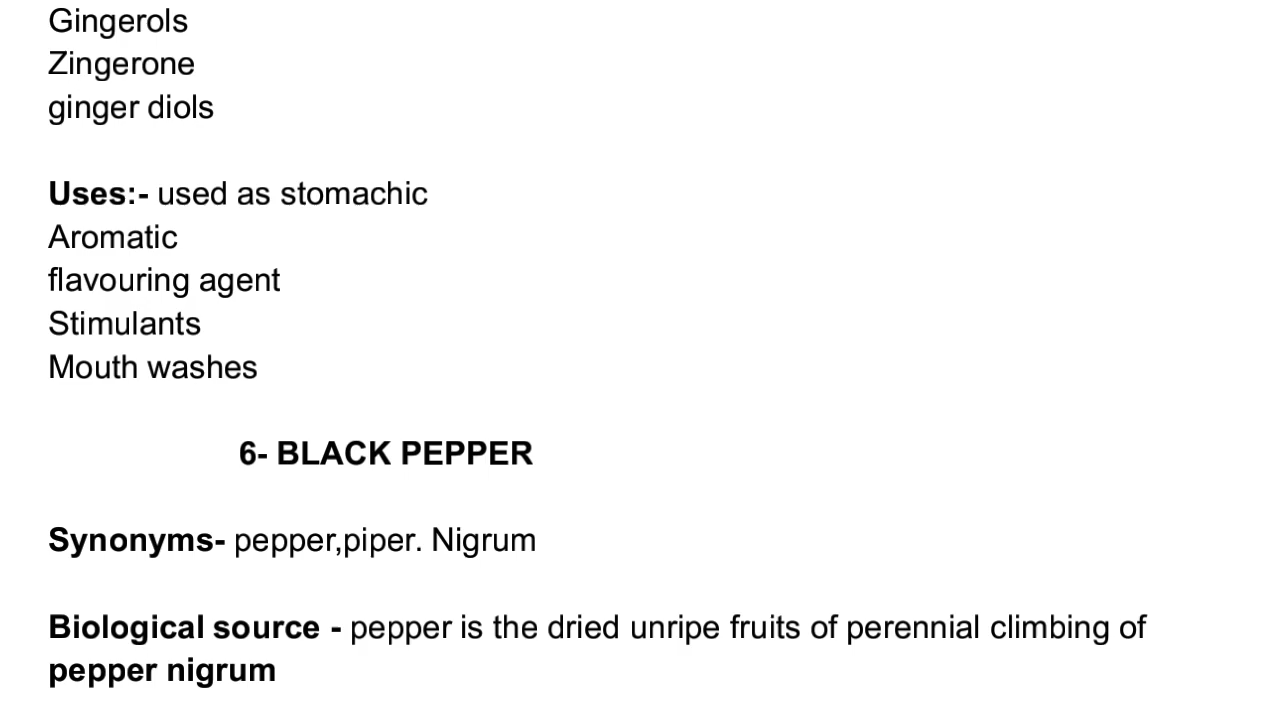 Gingerols
Zingerone
ginger diols
Uses:- used as stomachic
Aromatic
flavouring agent
Stimulants
Mouth washes
6- BLACK PEPPER
Synonyms- pepper,piper. Nigrum
Biological source - pepper is the dried unripe fruits of perennial climbing of
pepper nigrum